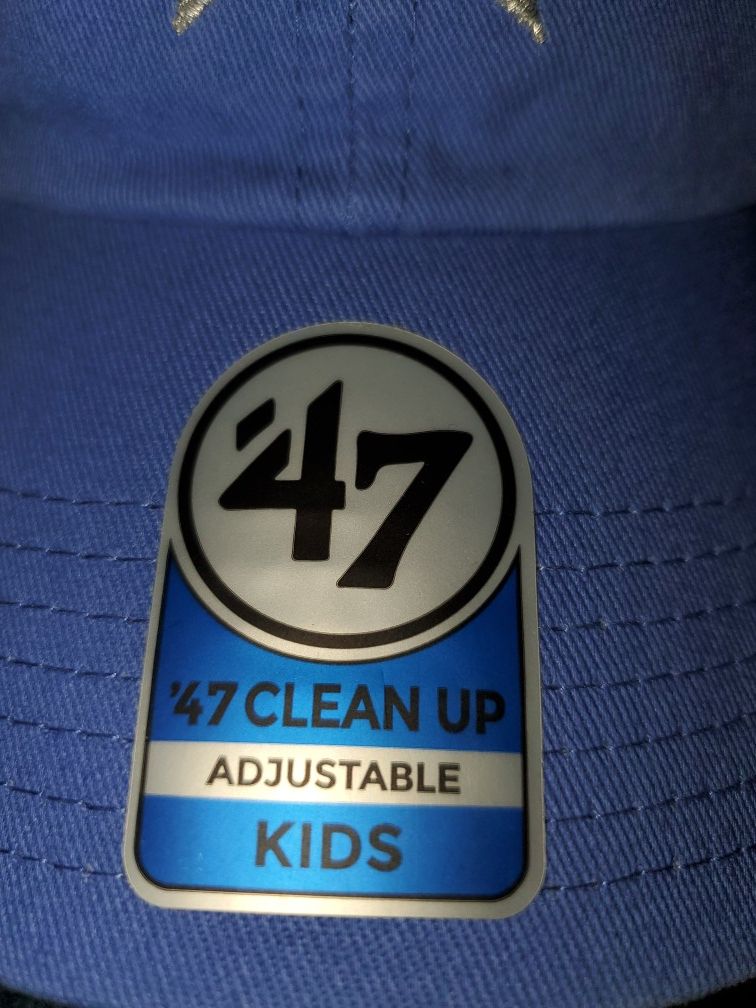 '47
'47 CLEAN UP
ADJUSTABLE
KIDS